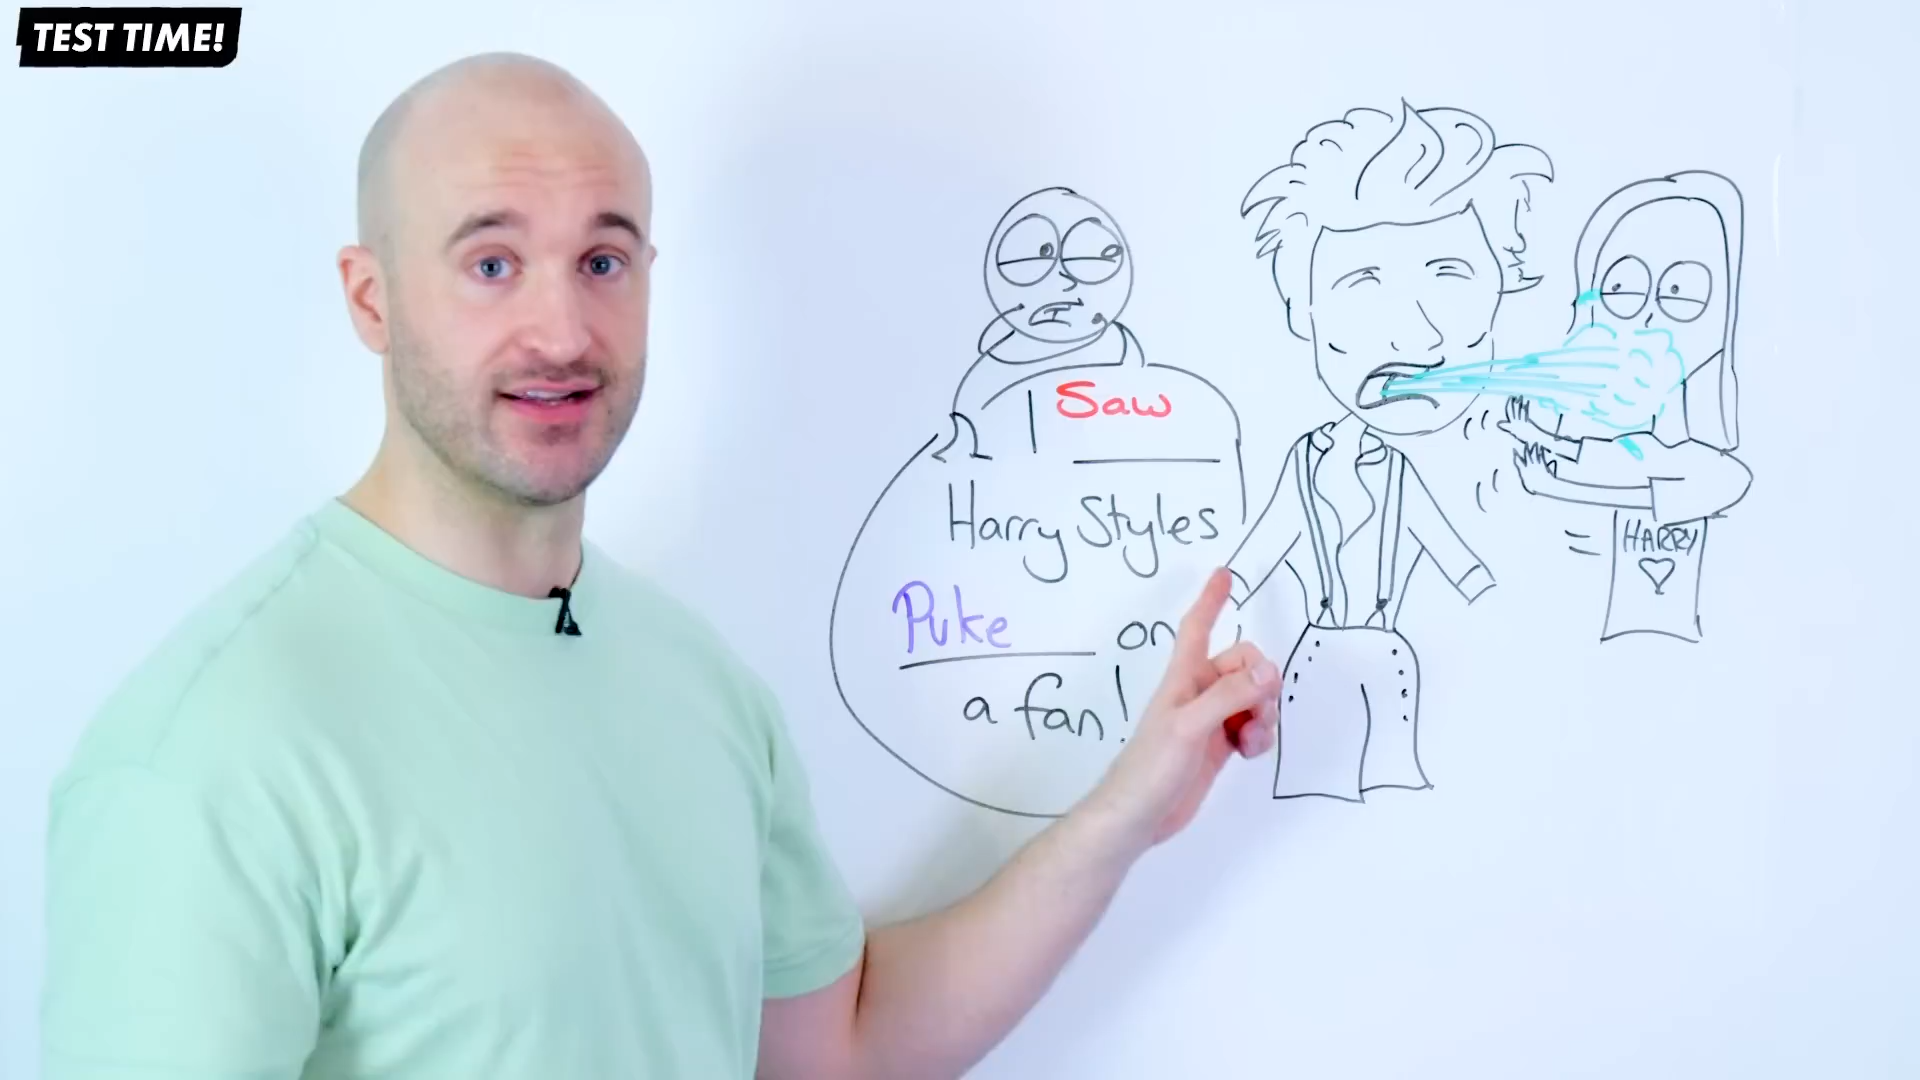 TEST TIME!
I Saw
Harry Styles
Puke on
a fan!
HARRY